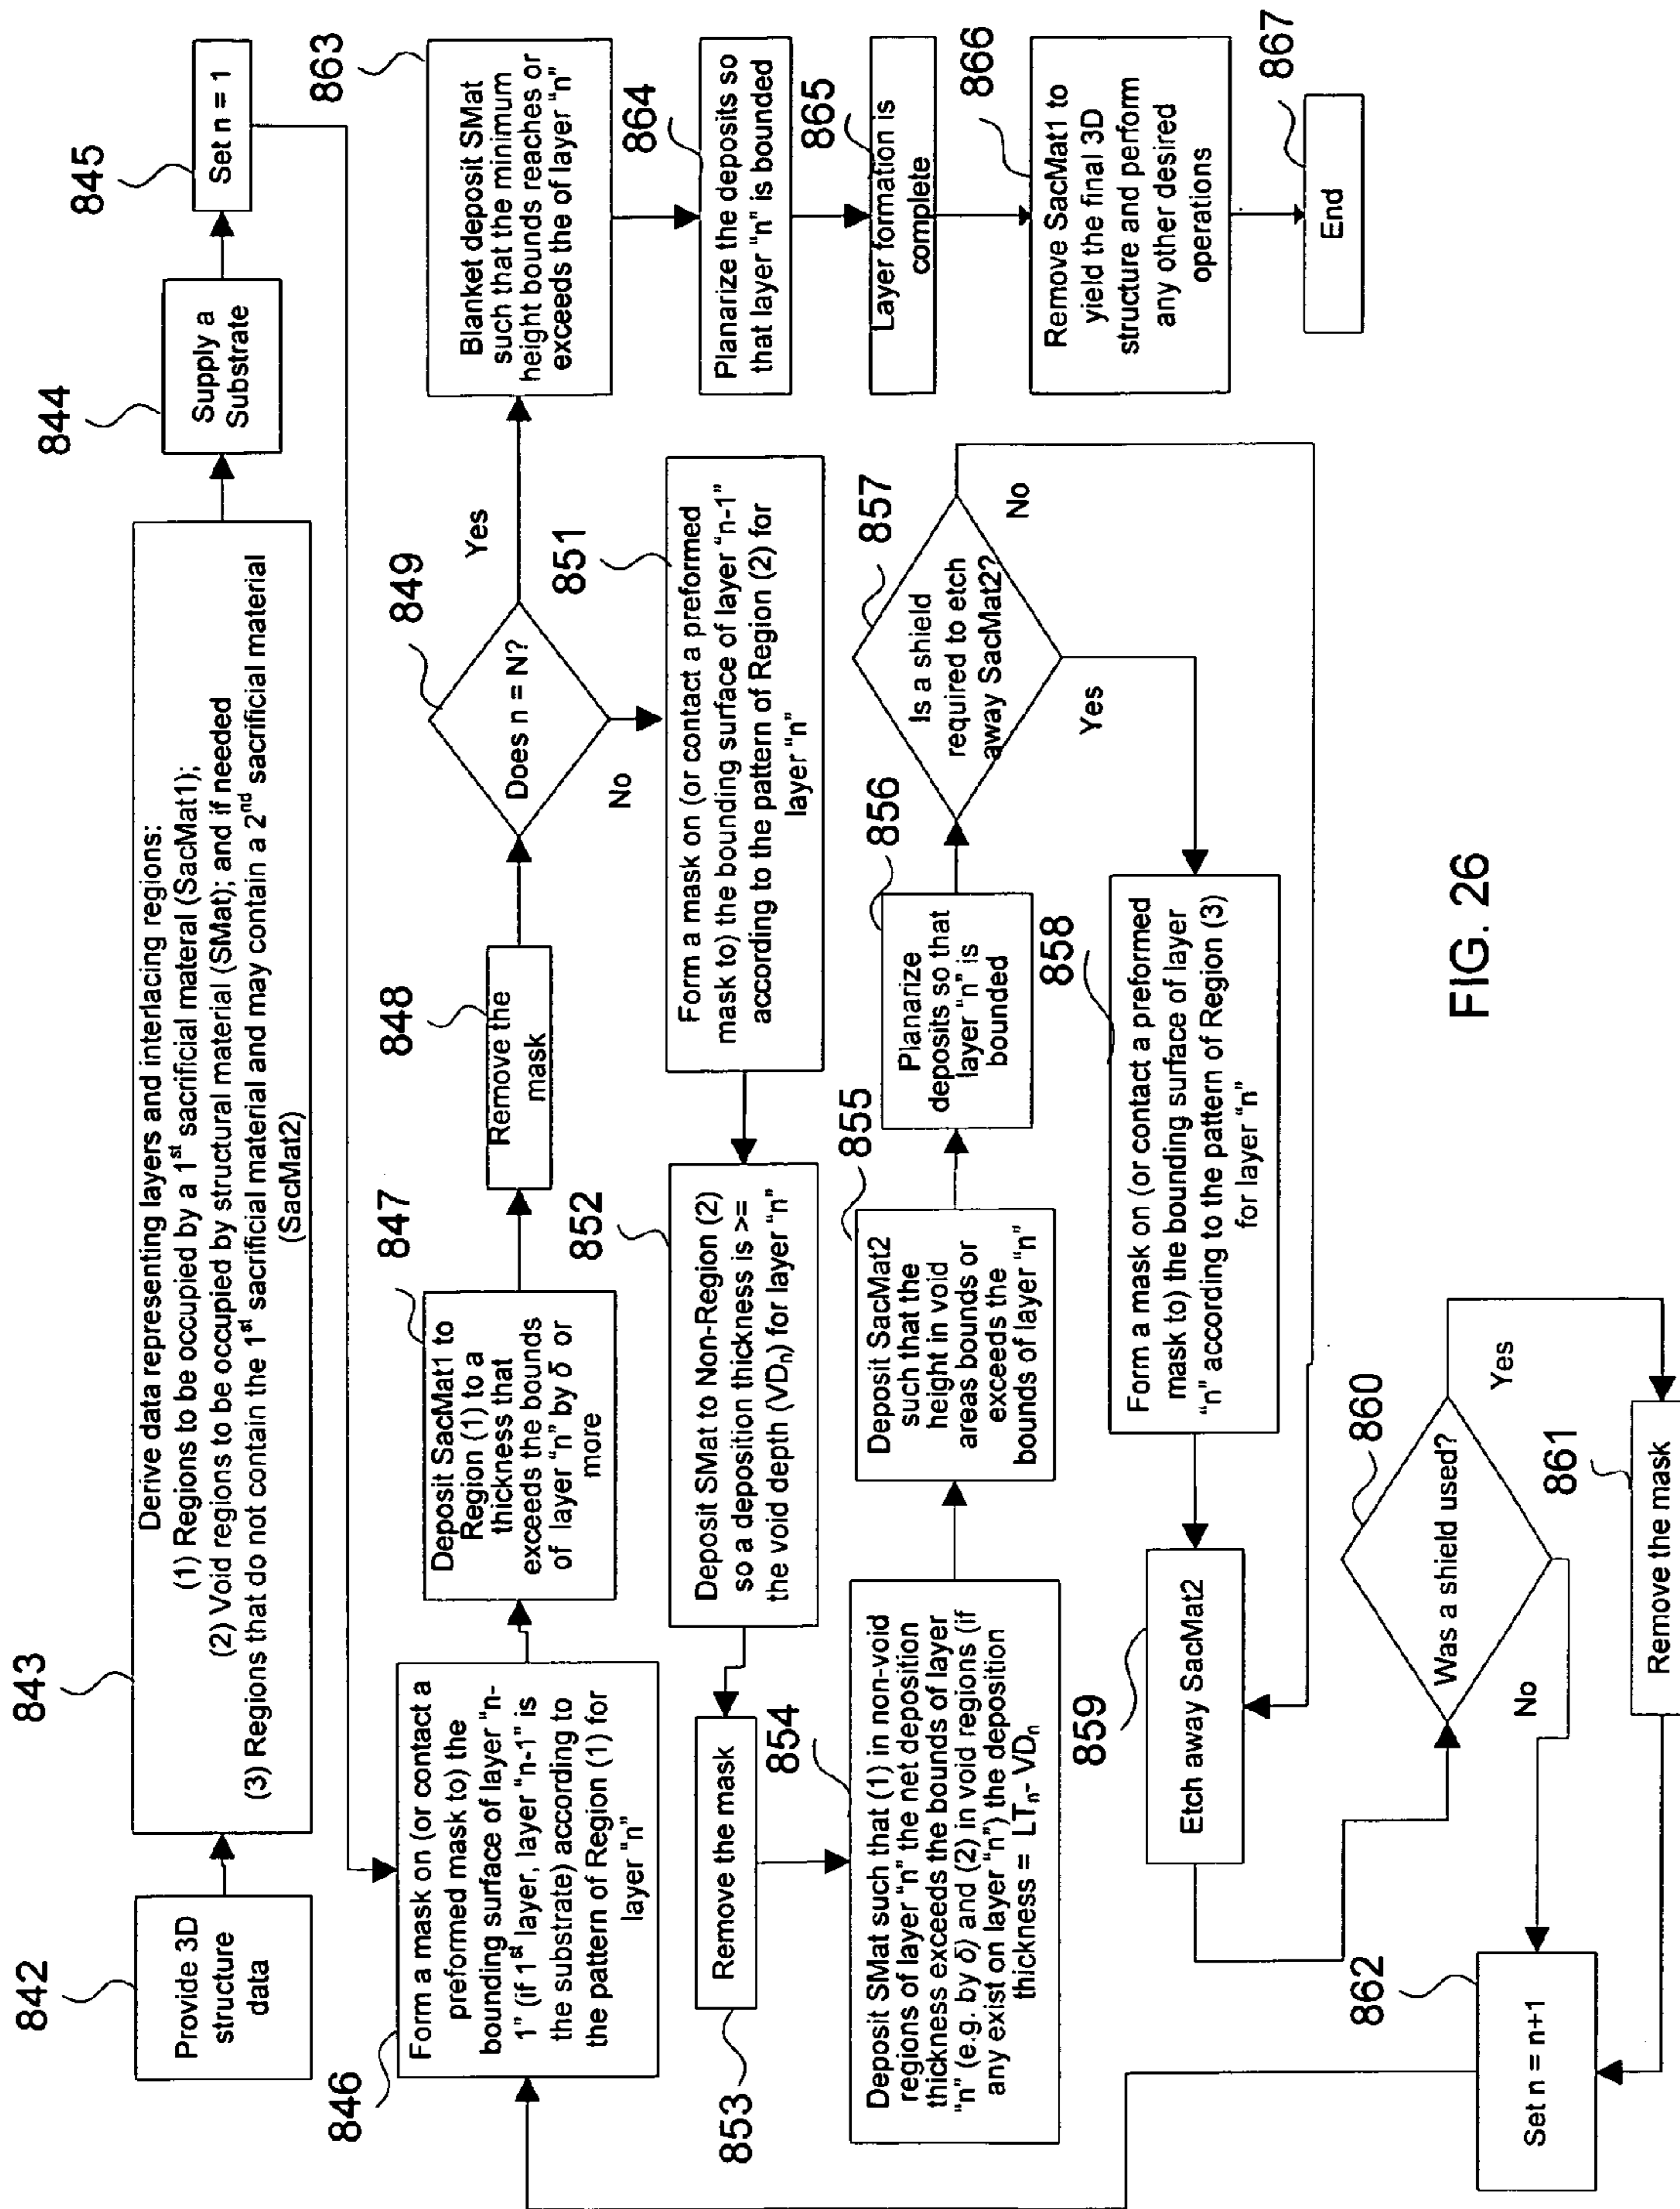 842
Provide 3D
structure
data
843
Derive data representing layers and interlacing regions:
(1) Regions to be occupied by a 1st sacrificial materal (SacMat1);
(2) Void regions to be occupied by structural material (SMat); and if needed
(3) Regions that do not contain the 1st sacrificial material and may contain a 2nd sacrificial material
(SacMat2)
844
Supply a
Substrate
845
Set n = 1
846
Form a mask on (or contact a
preformed mask to) the
bounding surface of layer "n-
1" (if 1st layer, layer "n-1" is
the substrate) according to
the pattern of Region (1) for
layer "n"
847
Deposit SacMat1 to
Region (1) to a
thickness that
exceeds the bounds
of layer "n" by δ or
more
848
Remove the
mask
849
Does n = N?
Yes
No
863
Blanket deposit SMat
such that the minimum
height bounds reaches or
exceeds the of layer "n"
864
Planarize the deposits so
that layer "n" is bounded
865
Layer formation is
complete
866
Remove SacMat1 to
yield the final 3D
structure and perform
any other desired
operations
867
End
851
Form a mask on (or contact a preformed
mask to) the bounding surface of layer "n-1"
according to the pattern of Region (2) for
layer "n"
852
Deposit SMat to Non-Region (2)
so a deposition thickness is >=
the void depth (VDn) for layer "n"
853
Remove the mask
854
Deposit SMat such that (1) in non-void
regions of layer "n" the net deposition
thickness exceeds the bounds of layer
"n" (e.g. by δ) and (2) in void regions (if
any exist on layer "n") the deposition
thickness = LTn- VDn
855
Deposit SacMat2
such that the
height in void
areas bounds or
exceeds the
bounds of layer "n"
856
Planarize
deposits so that
layer "n" is
bounded
857
Is a shield
required to etch
away SacMat2?
No
Yes
858
Form a mask on (or contact a preformed
mask to) the bounding surface of layer
"n" according to the pattern of Region (3)
for layer "n"
859
Etch away SacMat2
860
Was a shield used?
Yes
No
861
Remove the mask
862
Set n = n+1
FIG. 26